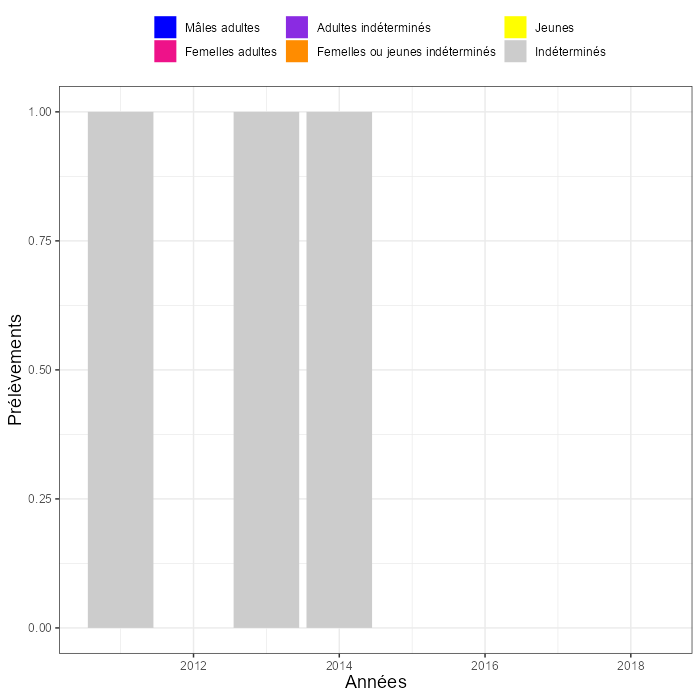 Mâles adultes Adultes indéterminés Jeunes
Femelles adultes Femelles ou jeunes indéterminés Indéterminés
1.00
0.75
0.50
0.25
0.00
Prélèvements
2012 2014 2016 2018
Années